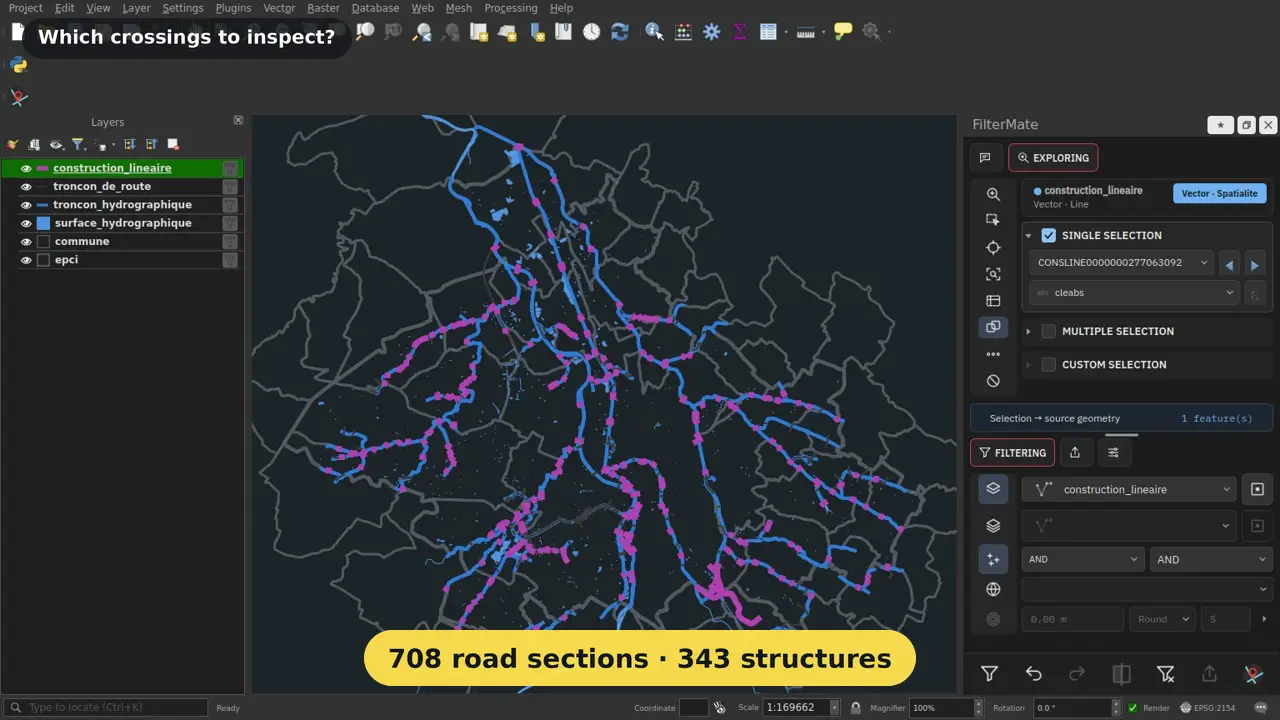 Project Edit View Layer Settings Plugins Vector Raster Database Web Mesh Processing Help
Which crossings to inspect?
Layers
construction_lineaire
troncon_de_route
troncon_hydrographique
surface_hydrographique
commune
epci
FilterMate
EXPLORING
construction_lineaire
Vector · Line
Vector · Spatialite
SINGLE SELECTION
CONSLINE0000000277063092
abc cleabs
MULTIPLE SELECTION
CUSTOM SELECTION
Selection → source geometry 1 feature(s)
FILTERING
construction_lineaire
AND AND
0.00 m Round 5
708 road sections · 343 structures
Type to locate (Ctrl+K) Ready Coordinate Scale 1:169662 Magnifier 100% Rotation 0.0 ° Render EPSG:2154